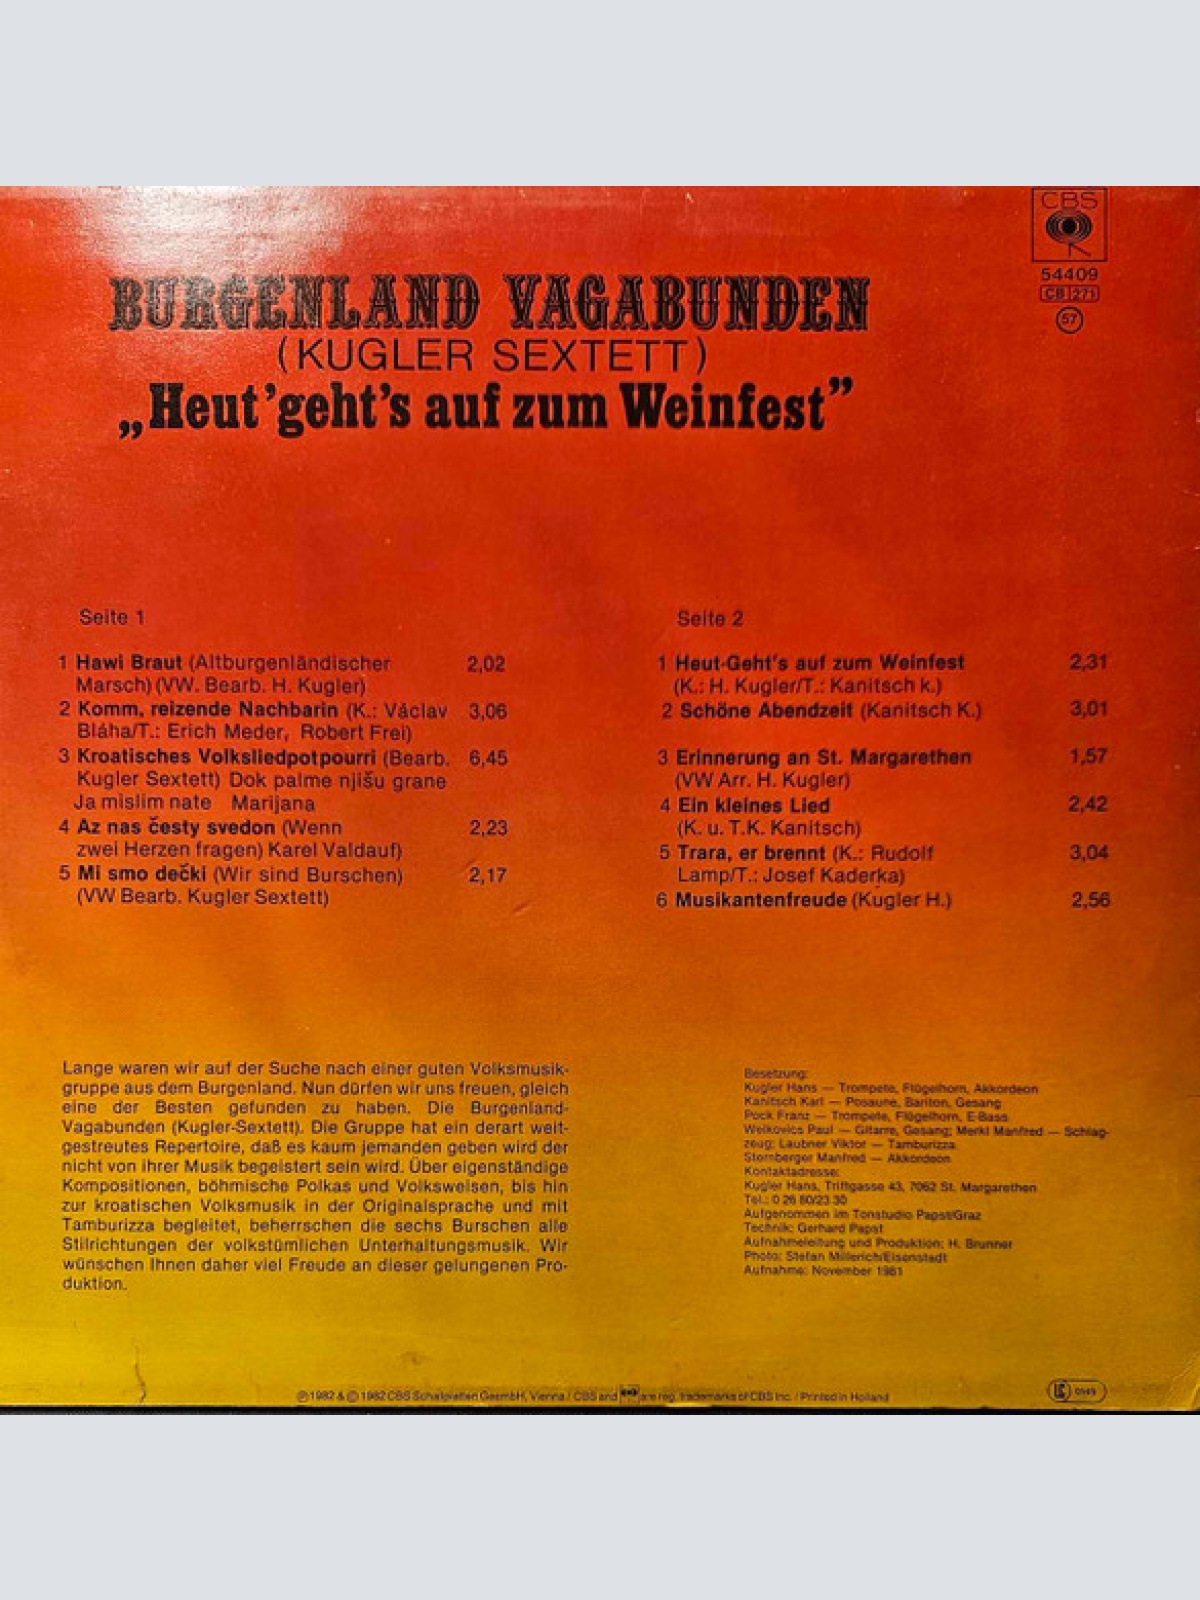 CBS
54409
CB 271
57
BURGENLAND VAGABUNDEN
(KUGLER SEXTETT)
„Heut'geht's auf zum Weinfest”
Seite 1
1 Hawi Braut (Altburgenländischer 2,02
Marsch) (VW. Bearb. H. Kugler)
2 Komm, reizende Nachbarin (K.: Václav 3,06
Bláha/T.: Erich Meder, Robert Frei)
3 Kroatisches Volksliedpotpourri (Bearb. 6,45
Kugler Sextett) Dok palme njišu grane
Ja mislim nate Marijana
4 Az nas česty svedon (Wenn 2,23
zwei Herzen fragen) Karel Valdauf)
5 Mi smo dečki (Wir sind Burschen) 2,17
(VW Bearb. Kugler Sextett)
Seite 2
1 Heut-Geht's auf zum Weinfest 2,31
(K.: H. Kugler/T.: Kanitsch k.)
2 Schöne Abendzeit (Kanitsch K.) 3,01
3 Erinnerung an St. Margarethen 1,57
(VW Arr. H. Kugler)
4 Ein kleines Lied 2,42
(K. u. T.K. Kanitsch)
5 Trara, er brennt (K.: Rudolf 3,04
Lamp/T.: Josef Kaderka)
6 Musikantenfreude (Kugler H.) 2,56
Lange waren wir auf der Suche nach einer guten Volksmusik-
gruppe aus dem Burgenland. Nun dürfen wir uns freuen, gleich
eine der Besten gefunden zu haben. Die Burgenland-
Vagabunden (Kugler-Sextett). Die Gruppe hat ein derart weit-
gestreutes Repertoire, daß es kaum jemanden geben wird der
nicht von ihrer Musik begeistert sein wird. Über eigenständige
Kompositionen, böhmische Polkas und Volksweisen, bis hin
zur kroatischen Volksmusik in der Originalsprache und mit
Tamburizza begleitet, beherrschen die sechs Burschen alle
Stilrichtungen der volkstümlichen Unterhaltungsmusik. Wir
wünschen Ihnen daher viel Freude an dieser gelungenen Pro-
duktion.
Besetzung:
Kugler Hans — Trompete, Flügelhorn, Akkordeon
Kanitsch Karl — Posaune, Bariton, Gesang
Pock Franz — Trompete, Flügelhorn, E-Bass
Weikovics Paul — Gitarre, Gesang; Merkl Manfred — Schlag-
zeug; Laubner Viktor — Tamburizza
Sternberger Manfred — Akkordeon
Kontaktadresse:
Kugler Hans, Triftgasse 43, 7062 St. Margarethen
Tel.: 0 26 80/23 30
Aufgenommen im Tonstudio Papst/Graz
Technik: Gerhard Papst
Aufnahmeleitung und Produktion: H. Brunner
Photo: Stefan Millerich/Eisenstadt
Aufnahme: November 1981
℗ 1982 & © 1982 CBS Schallplatten GesmbH, Vienna / CBS and are reg. trademarks of CBS Inc. / Printed in Holland
LC 0149